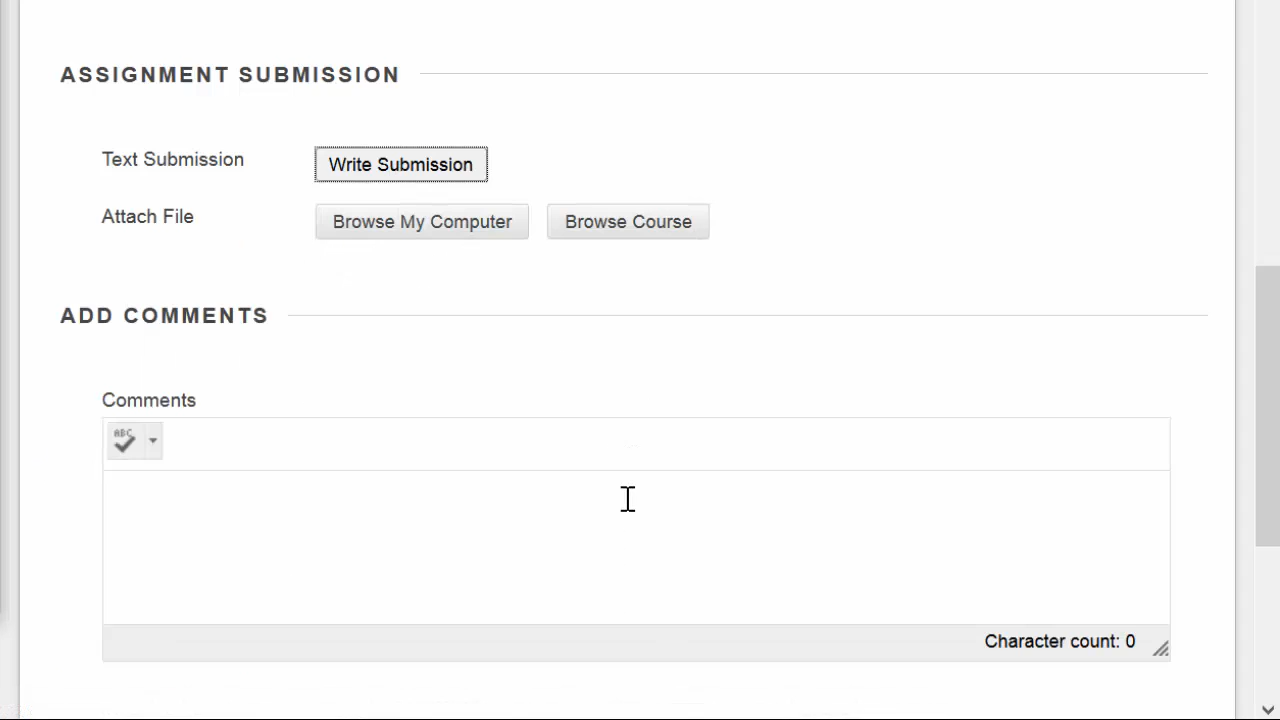 ASSIGNMENT SUBMISSION
Text Submission Write Submission
Attach File Browse My Computer Browse Course
ADD COMMENTS
Comments
ABC
Character count: 0